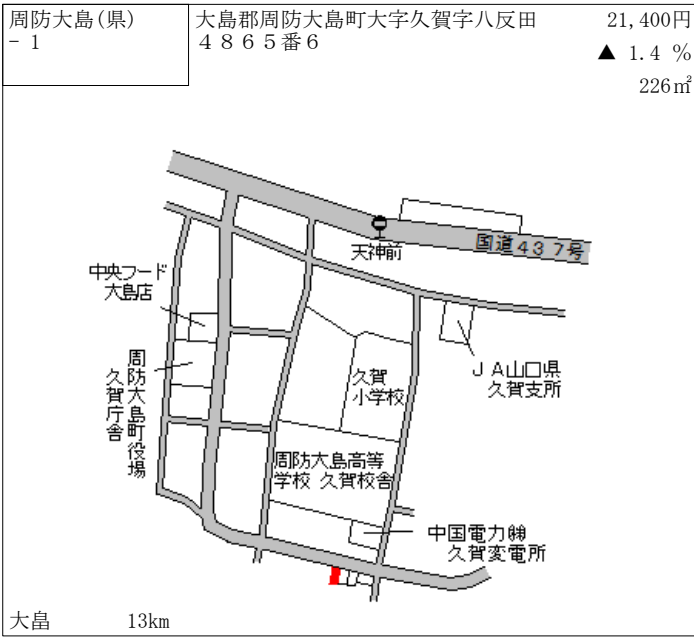 周防大島(県)
- 1
大島郡周防大島町大字久賀字八反田
4865番6
21,400円
▲ 1.4 %
226㎡
国道437号
天神前
中央フード
大島店
周防大島町役場
久賀庁舎
久賀
小学校
JA山口県
久賀支所
周防大島高等
学校 久賀校舎
中国電力㈱
久賀変電所
大畠 13km